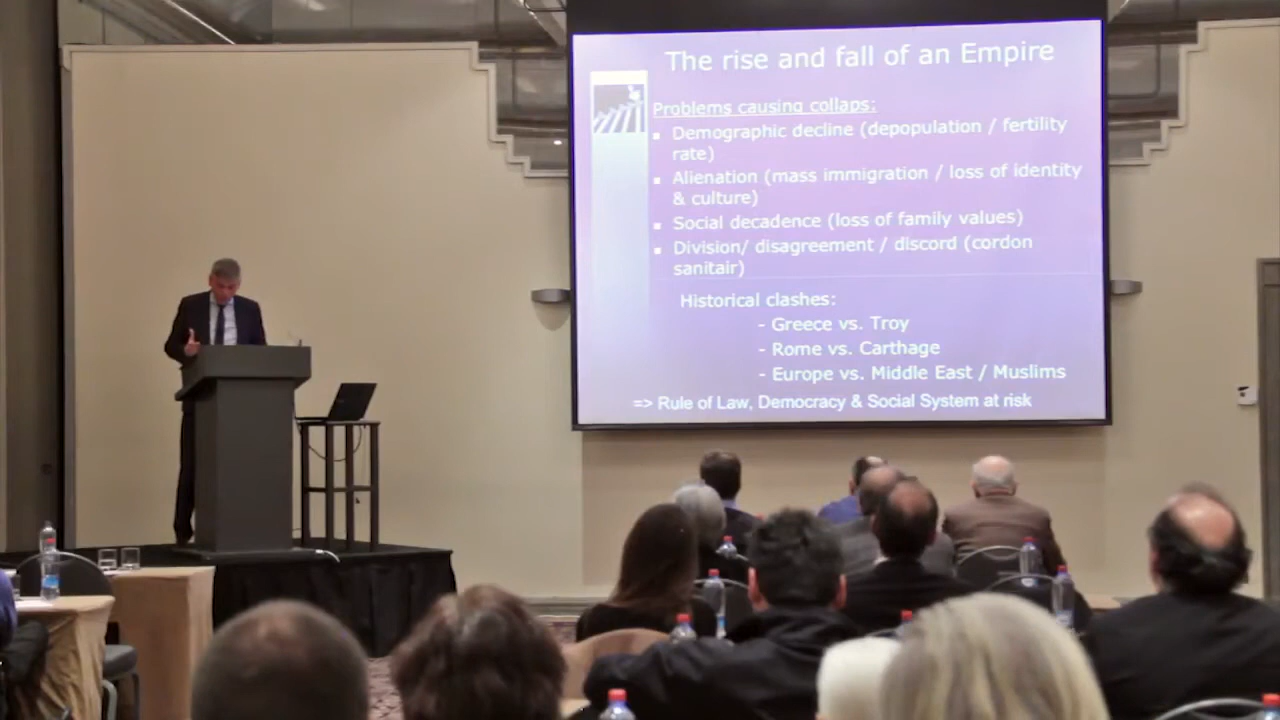 The rise and fall of an Empire
Problems causing collaps:
▪ Demographic decline (depopulation / fertility
rate)
▪ Alienation (mass immigration / loss of identity
& culture)
▪ Social decadence (loss of family values)
▪ Division/ disagreement / discord (cordon
sanitair)
Historical clashes:
- Greece vs. Troy
- Rome vs. Carthage
- Europe vs. Middle East / Muslims
=> Rule of Law, Democracy & Social System at risk